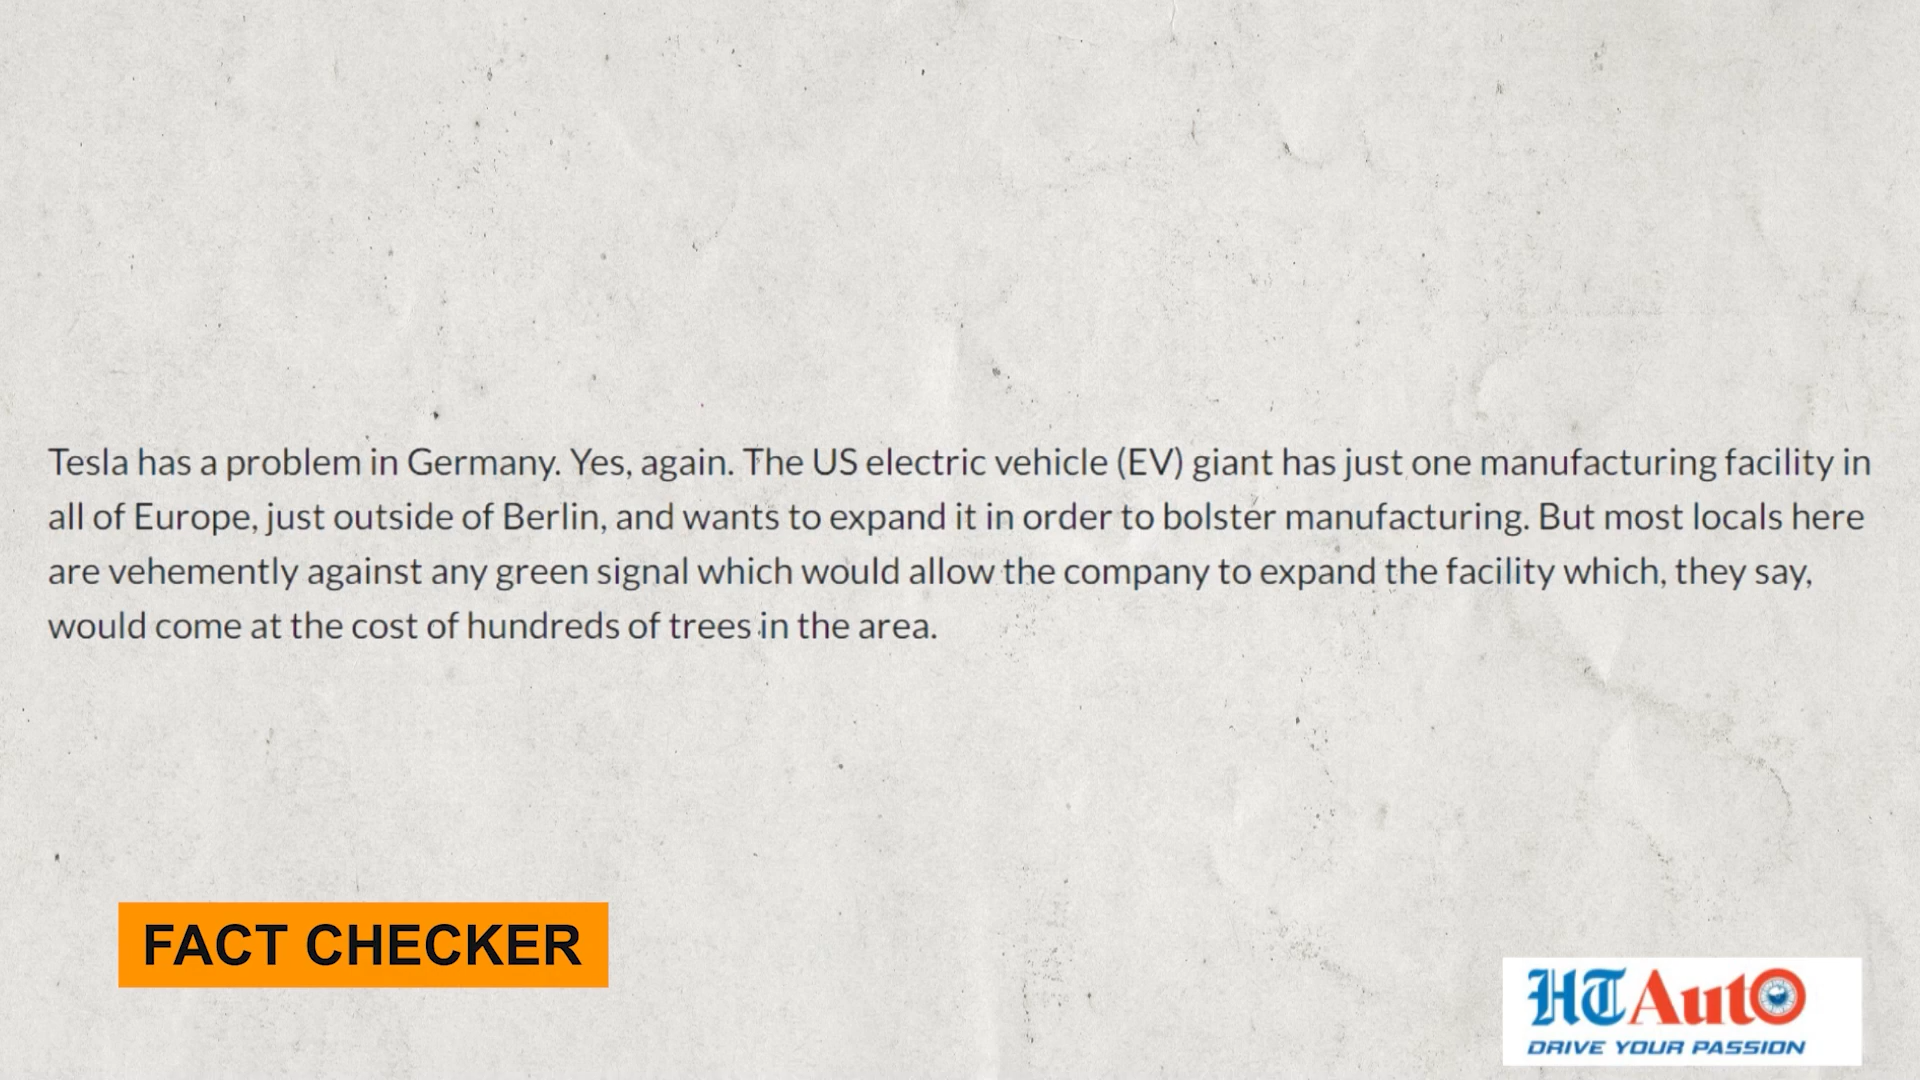 Tesla has a problem in Germany. Yes, again. The US electric vehicle (EV) giant has just one manufacturing facility in
all of Europe, just outside of Berlin, and wants to expand it in order to bolster manufacturing. But most locals here
are vehemently against any green signal which would allow the company to expand the facility which, they say,
would come at the cost of hundreds of trees in the area.
FACT CHECKER
HT Auto
DRIVE YOUR PASSION